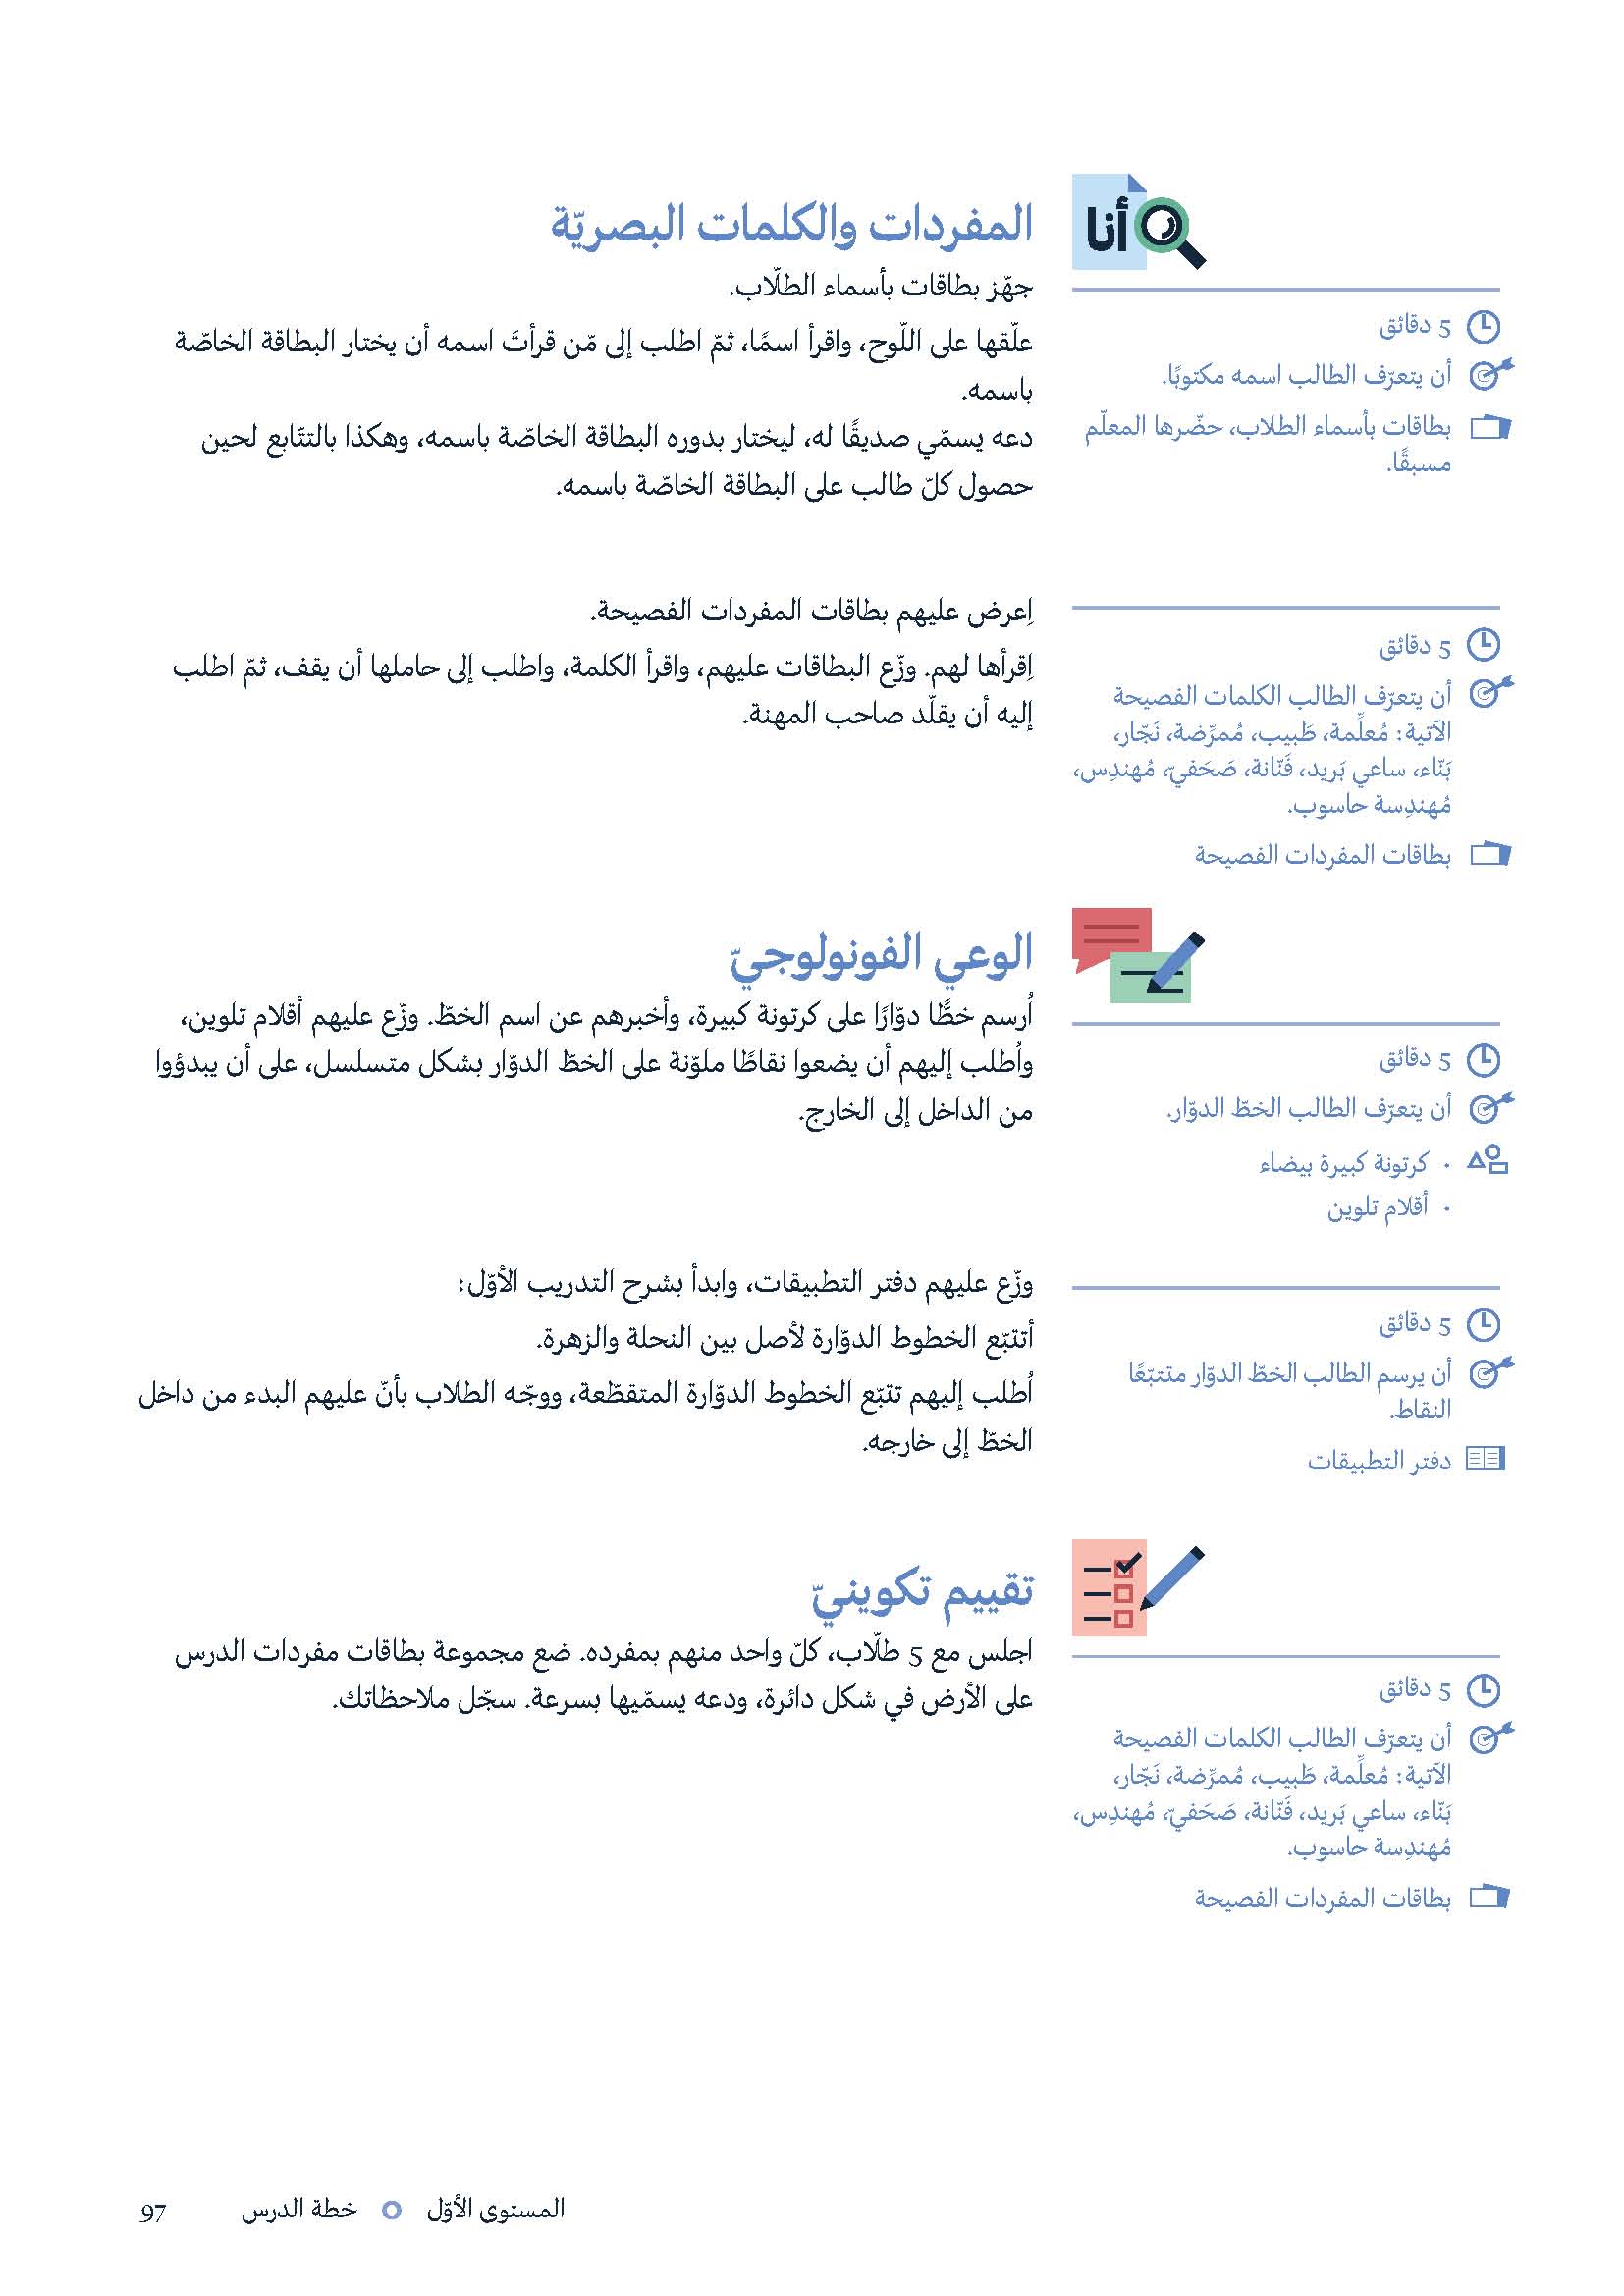 أنا
المفردات والكلمات البصريّة
5 دقائق
أن يتعرّف الطالب اسمه مكتوبًا.
بطاقات بأسماء الطلاب، حضّرها المعلّم
مسبقًا.
جهّز بطاقات بأسماء الطلّاب.
علّقها على اللّوح، واقرأ اسمًا، ثمّ اطلب إلى مّن قرأتَ اسمه أن يختار البطاقة الخاصّة
باسمه.
دعه يسمّي صديقًا له، ليختار بدوره البطاقة الخاصّة باسمه، وهكذا بالتتّابع لحين
حصول كلّ طالب على البطاقة الخاصّة باسمه.
5 دقائق
أن يتعرّف الطالب الكلمات الفصيحة
الآتية: مُعلِّمة، طَبيب، مُمرِّضة، نَجّار،
بَنّاء، ساعي بَريد، فَنّانة، صَحَفيّ، مُهندِس،
مُهندِسة حاسوب.
بطاقات المفردات الفصيحة
اِعرض عليهم بطاقات المفردات الفصيحة.
اِقرأها لهم. وزّع البطاقات عليهم، واقرأ الكلمة، واطلب إلى حاملها أن يقف، ثمّ اطلب
إليه أن يقلّد صاحب المهنة.
الوعي الفونولوجيّ
5 دقائق
أن يتعرّف الطالب الخطّ الدوّار.
• كرتونة كبيرة بيضاء
• أقلام تلوين
اُرسم خطًّا دوّارًا على كرتونة كبيرة، وأخبرهم عن اسم الخطّ. وزّع عليهم أقلام تلوين،
واُطلب إليهم أن يضعوا نقاطًا ملوّنة على الخطّ الدوّار بشكل متسلسل، على أن يبدؤوا
من الداخل إلى الخارج.
5 دقائق
أن يرسم الطالب الخطّ الدوّار متتبّعًا
النقاط.
دفتر التطبيقات
وزّع عليهم دفتر التطبيقات، وابدأ بشرح التدريب الأوّل:
أتتبّع الخطوط الدوّارة لأصل بين النحلة والزهرة.
اُطلب إليهم تتبّع الخطوط الدوّارة المتقطّعة، ووجّه الطلاب بأنّ عليهم البدء من داخل
الخطّ إلى خارجه.
تقييم تكوينيّ
5 دقائق
أن يتعرّف الطالب الكلمات الفصيحة
الآتية: مُعلِّمة، طَبيب، مُمرِّضة، نَجّار،
بَنّاء، ساعي بَريد، فَنّانة، صَحَفيّ، مُهندِس،
مُهندِسة حاسوب.
بطاقات المفردات الفصيحة
اجلس مع 5 طلّاب، كلّ واحد منهم بمفرده. ضع مجموعة بطاقات مفردات الدرس
على الأرض في شكل دائرة، ودعه يسمّيها بسرعة. سجّل ملاحظاتك.
المستوى الأوّل خطة الدرس 97